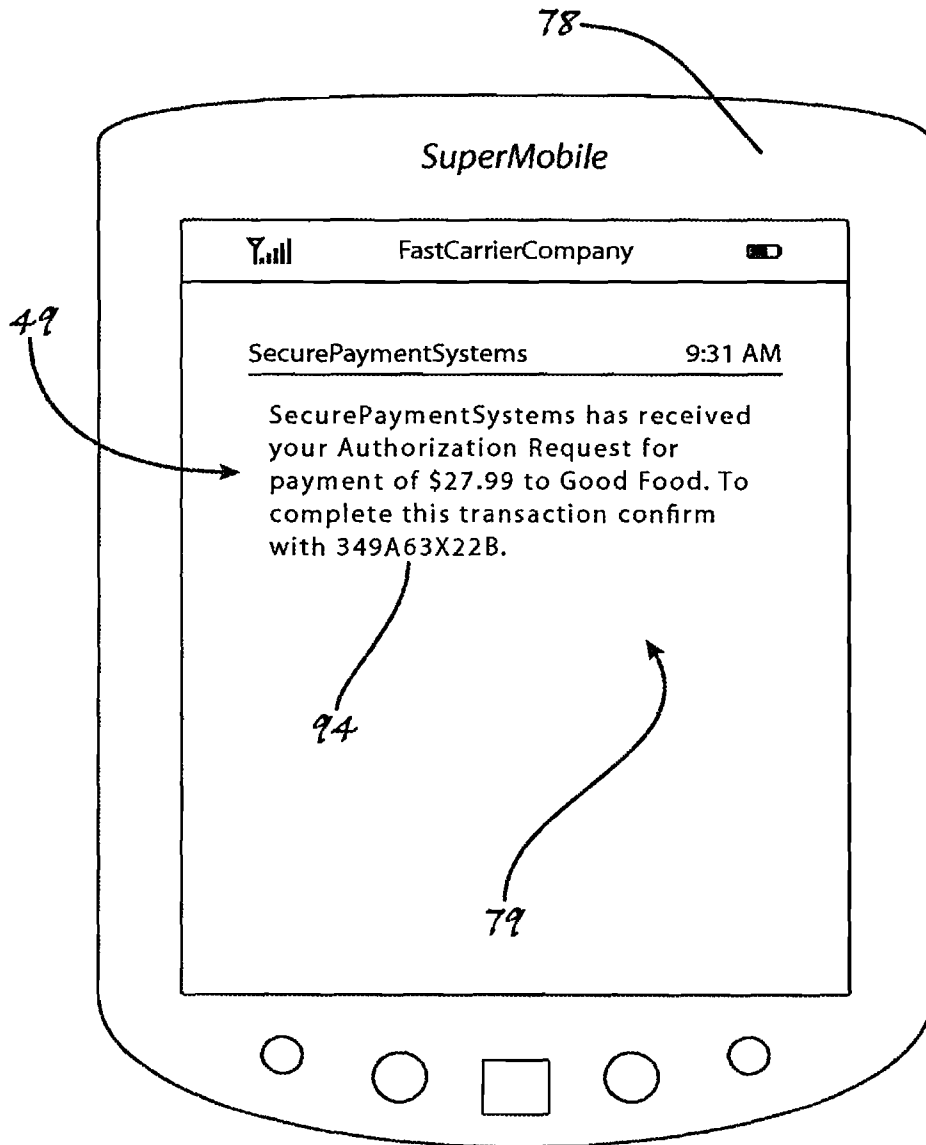 78
SuperMobile
FastCarrierCompany
49
SecurePaymentSystems 9:31 AM
SecurePaymentSystems has received
your Authorization Request for
payment of $27.99 to Good Food. To
complete this transaction confirm
with 349A63X22B.
94
79